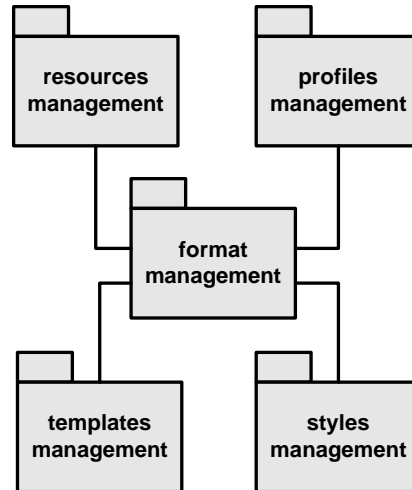 resources
management
profiles
management
format
management
templates
management
styles
management